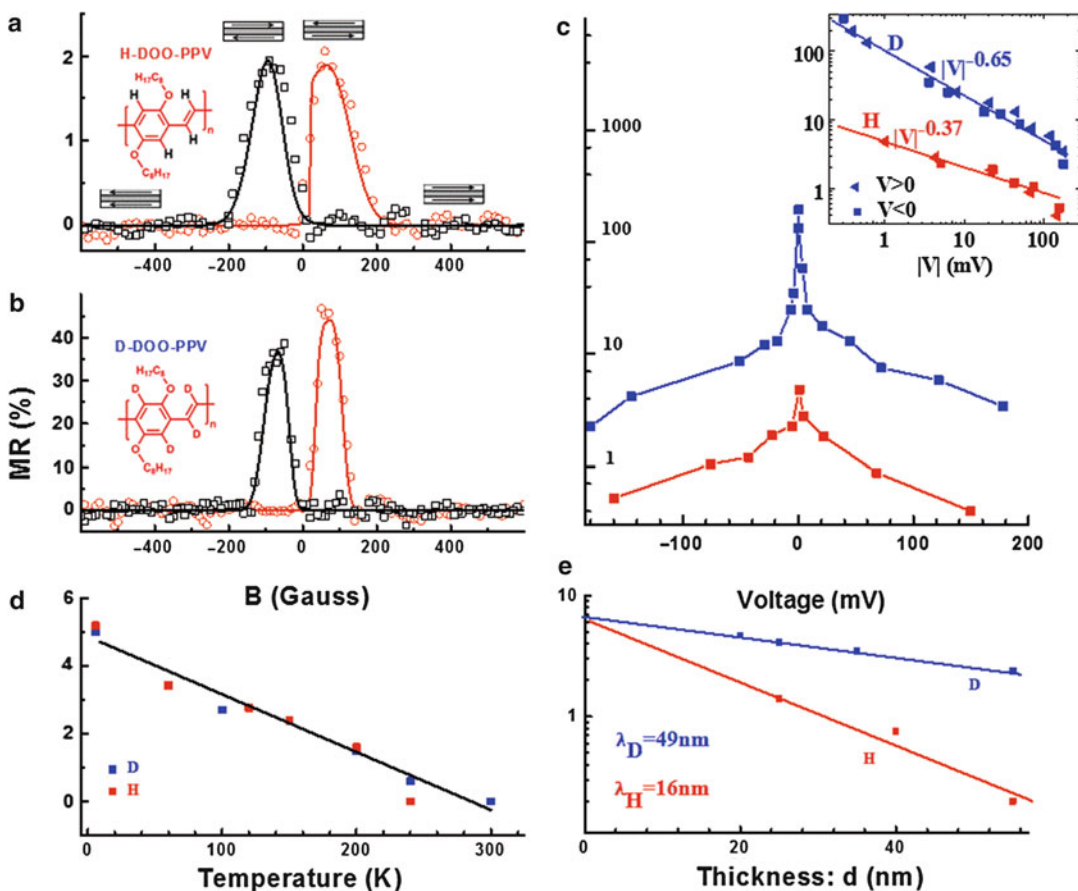 a
H-DOO-PPV
H₁₇C₈
O
H
H
n
H
H
O
C₈H₁₇
2
1
0
−400
−200
0
200
400
b
D-DOO-PPV
H₁₇C₈
O
D
D
n
D
D
O
C₈H₁₇
MR (%)
40
30
20
10
0
−400
−200
0
200
400
B (Gauss)
c
1000
100
10
1
−100
0
100
200
Voltage (mV)
100
10
1
D
|V|⁻⁰·⁶⁵
H
|V|⁻⁰·³⁷
V>0
V<0
1
10
100
|V| (mV)
d
6
4
2
0
D
H
0
100
200
300
Temperature (K)
e
10
1
D
λD=49nm
H
λH=16nm
0
20
40
Thickness: d (nm)